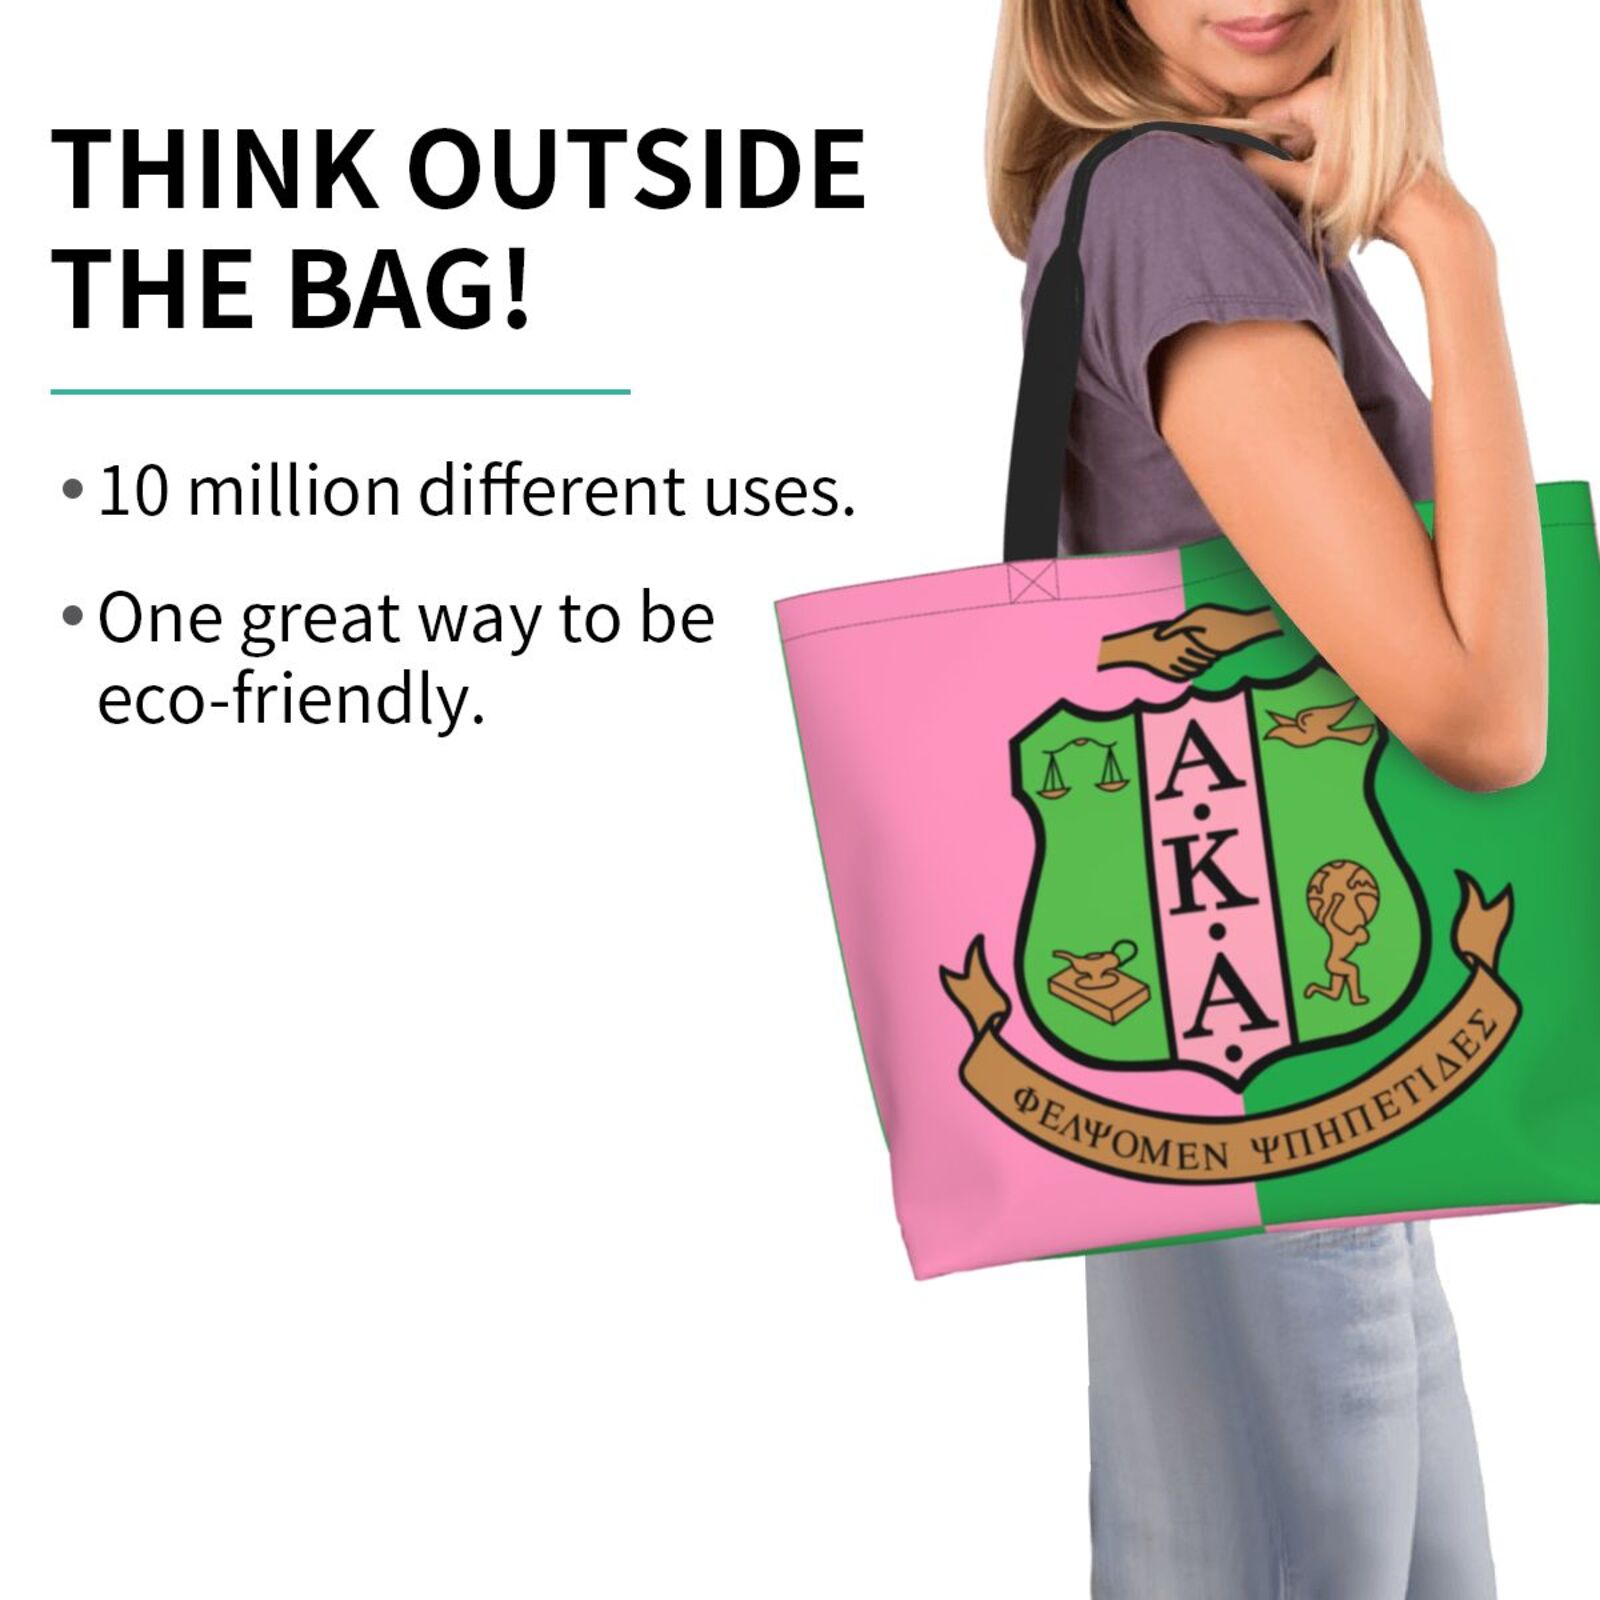 THINK OUTSIDE
THE BAG!
• 10 million different uses.
• One great way to be
eco-friendly.
Α
Κ
Α
ΦΕΛΨΟΜΕΝ ΨΠΗΠΕΤΙΔΕΣ